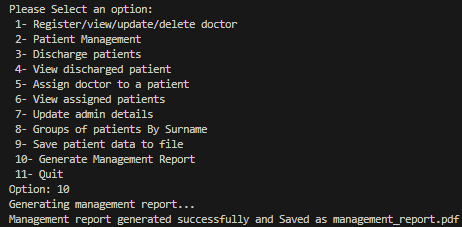 Please Select an option:
1- Register/view/update/delete doctor
2- Patient Management
3- Discharge patients
4- View discharged patient
5- Assign doctor to a patient
6- View assigned patients
7- Update admin details
8- Groups of patients By Surname
9- Save patient data to file
10- Generate Management Report
11- Quit
Option: 10
Generating management report...
Management report generated successfully and Saved as management_report.pdf